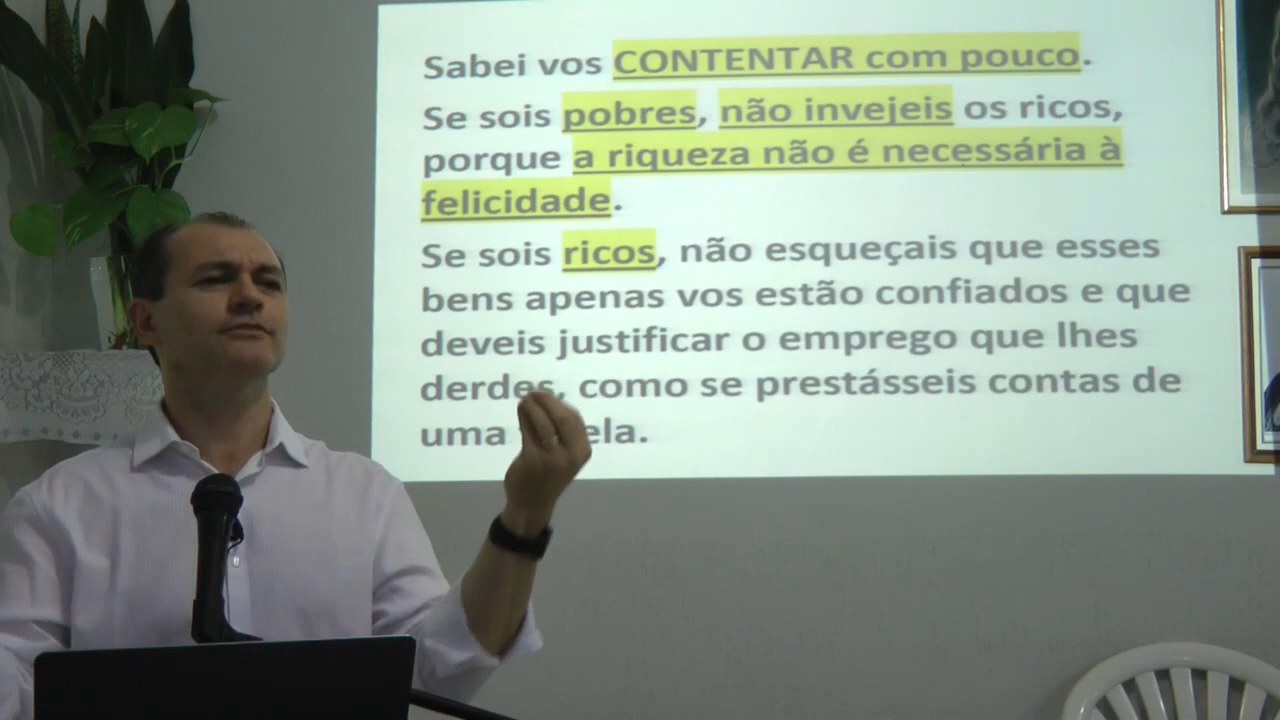 Sabei vos CONTENTAR com pouco.
Se sois pobres, não invejeis os ricos,
porque a riqueza não é necessária à
felicidade.
Se sois ricos, não esqueçais que esses
bens apenas vos estão confiados e que
deveis justificar o emprego que lhes
derdes, como se prestásseis contas de
uma